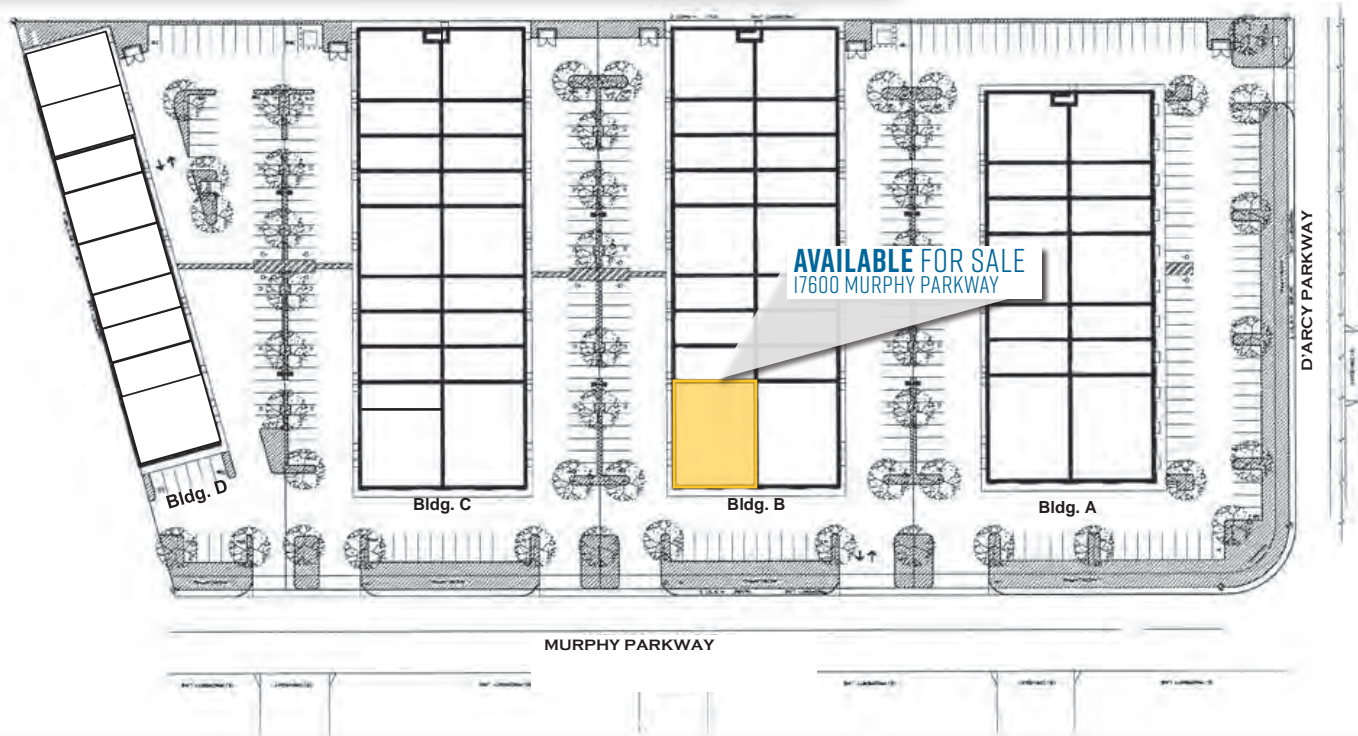 AVAILABLE FOR SALE
17600 MURPHY PARKWAY
D'ARCY PARKWAY
Bldg. D
Bldg. C
Bldg. B
Bldg. A
MURPHY PARKWAY